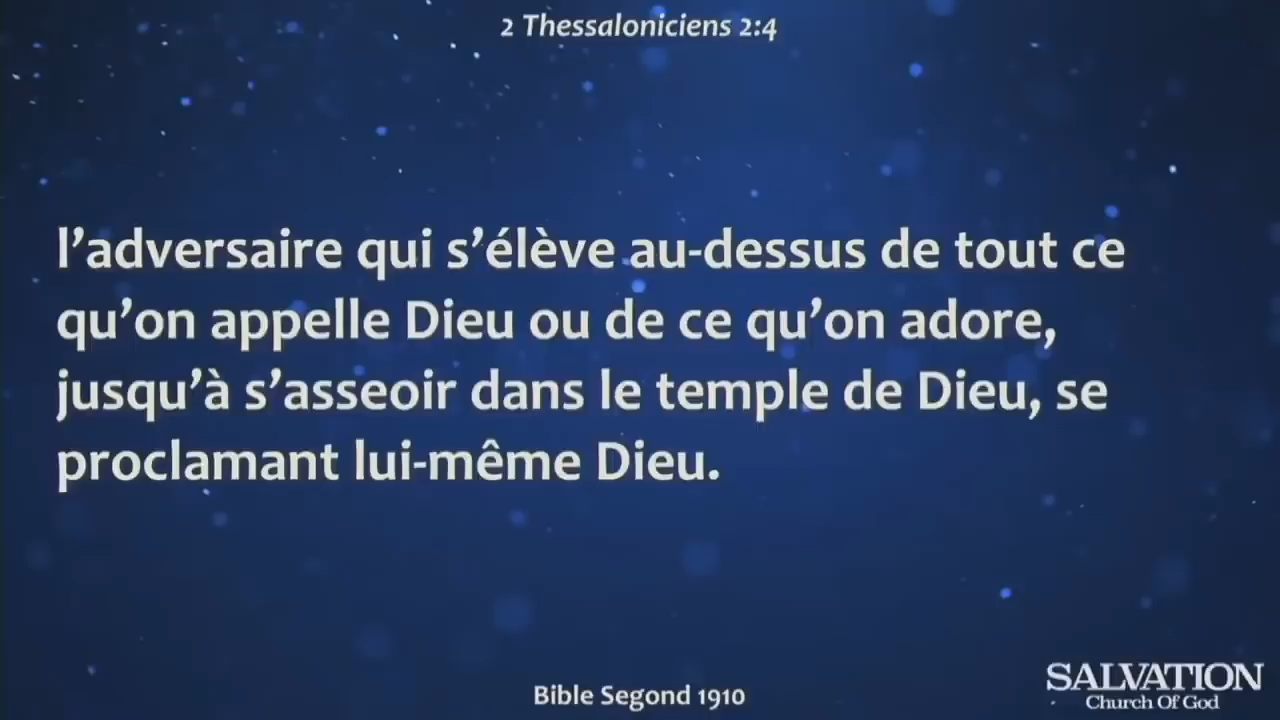 2 Thessaloniciens 2:4
l’adversaire qui s’élève au-dessus de tout ce
qu’on appelle Dieu ou de ce qu’on adore,
jusqu’à s’asseoir dans le temple de Dieu, se
proclamant lui-même Dieu.
Bible Segond 1910
SALVATION
Church Of God